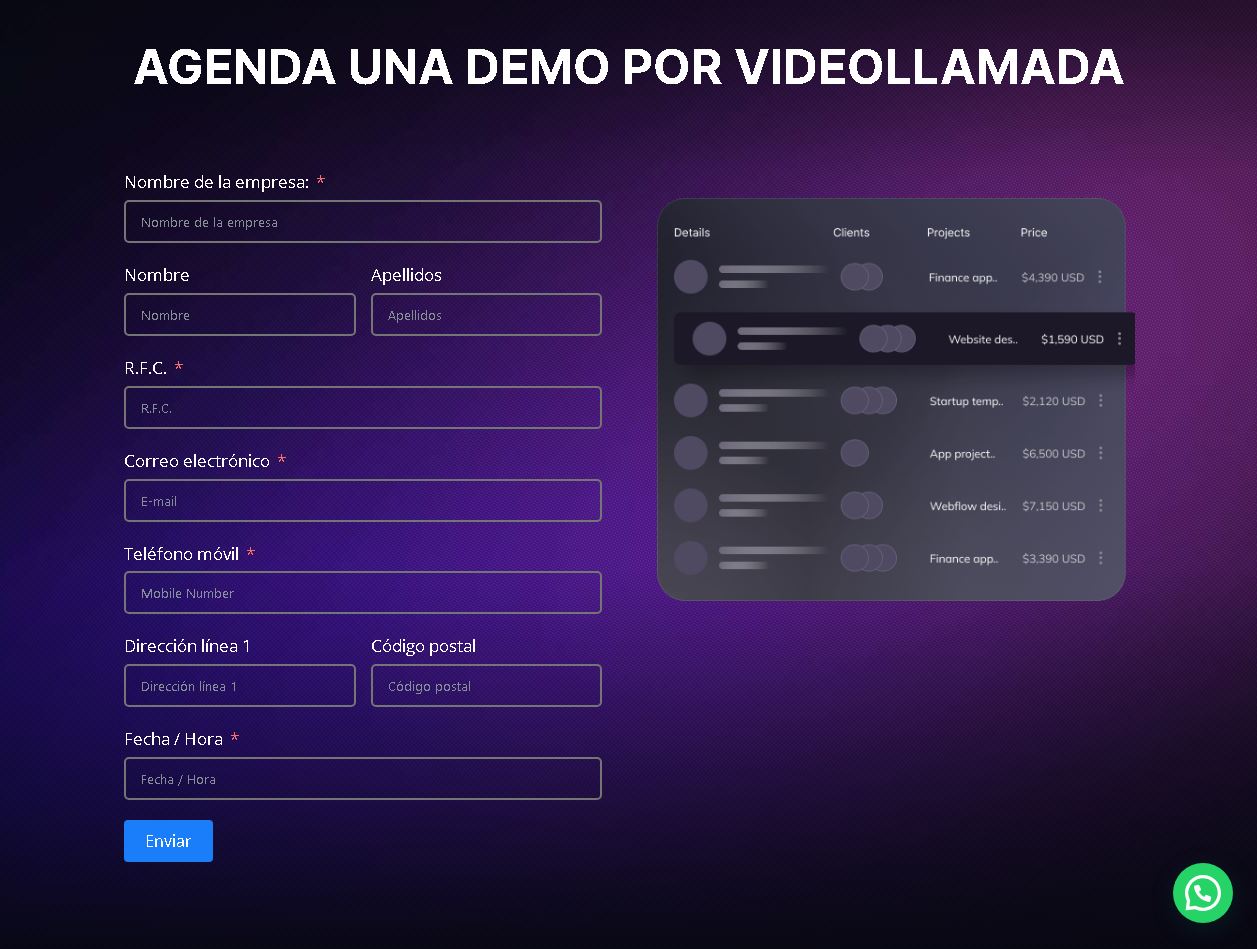 AGENDA UNA DEMO POR VIDEOLLAMADA
Nombre de la empresa: *
Nombre de la empresa
Nombre Apellidos
Nombre Apellidos
R.F.C. *
R.F.C.
Correo electrónico *
E-mail
Teléfono móvil *
Mobile Number
Dirección línea 1 Código postal
Dirección línea 1 Código postal
Fecha / Hora *
Fecha / Hora
Enviar
Details Clients Projects Price
Finance app.. $4,390 USD
Website des.. $1,590 USD
Startup temp.. $2,120 USD
App project.. $6,500 USD
Webflow desi.. $7,150 USD
Finance app.. $3,390 USD